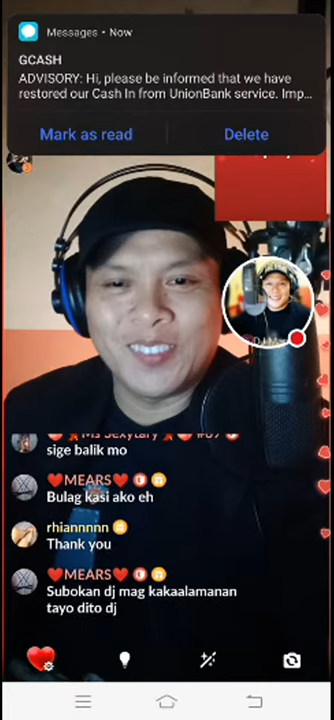 Messages • Now
GCASH
ADVISORY: Hi, please be informed that we have
restored our Cash In from UnionBank service. Imp...
Mark as read
Delete
sige balik mo
❤️MEARS❤️
Bulag kasi ako eh
rhiannnnn
Thank you
❤️MEARS❤️
Subokan dj mag kakaalamanan
tayo dito dj